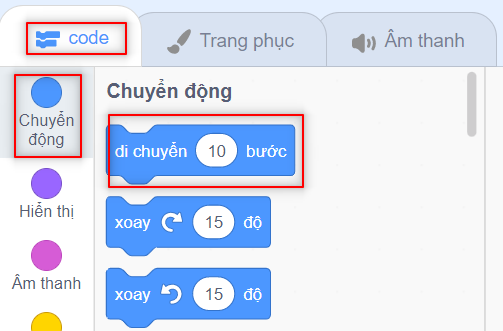 code
Trang phục
Âm thanh
Chuyển động
Chuyển
động
di chuyển 10 bước
Hiển thị
xoay 15 độ
Âm thanh
xoay 15 độ